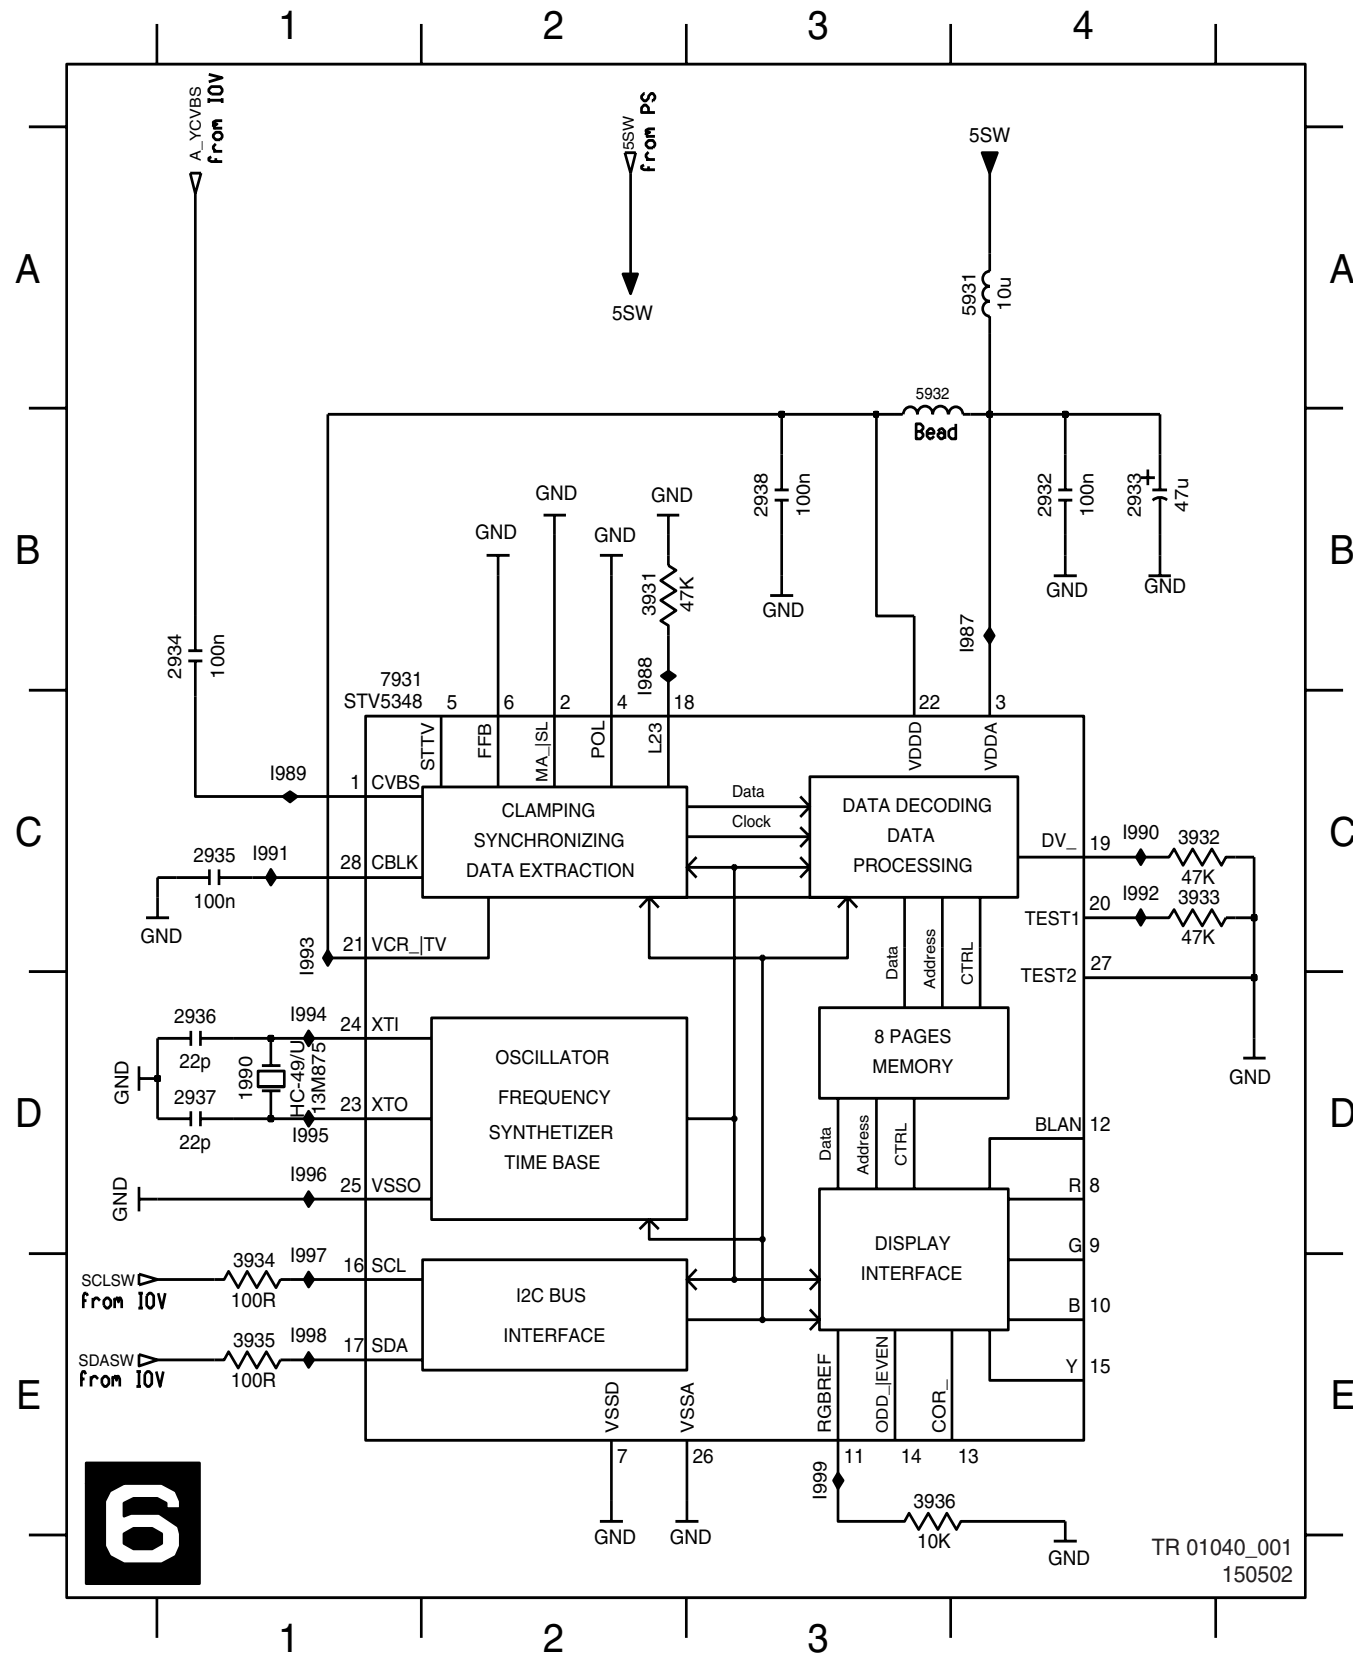 1 2 3 4
A_YCVBS
from IOV
5SW
from PS
5SW
A A
5SW
5931
10u
5932
Bead
GND GND
GND GND
2938
100n
2932
100n
2933
+
47u
B B
3931
47K
GND
GND GND
2934
100n
I987
I988
7931
STV5348
5 6 2 4 18 22 3
STTV
FFB
MA_|SL
POL
L23
VDDD
VDDA
I989
1 CVBS
CLAMPING
SYNCHRONIZING
DATA EXTRACTION
Data
Clock
DATA DECODING
DATA
PROCESSING
C C
DV_ 19 I990 3932
47K
2935 I991 28 CBLK
100n
GND
TEST1 20 I992 3933
47K
I993
21 VCR_|TV
Data
Address
CTRL
TEST2 27
2936 I994 24 XTI
22p
GND
1990
HC-49/U
13M875
2937
22p
23 XTO
I995
OSCILLATOR
FREQUENCY
SYNTHETIZER
TIME BASE
8 PAGES
MEMORY
GND
D D
Data
Address
CTRL
BLAN 12
GND
I996 25 VSSO
R 8
DISPLAY
INTERFACE
G 9
SCLSW 3934 I997 16 SCL
from IOV 100R
I2C BUS
INTERFACE
B 10
SDASW 3935 I998 17 SDA
from IOV 100R
Y 15
E E
VSSD
VSSA
RGBREF
ODD_|EVEN
COR_
7 26 11 14 13
I999
3936
10K
GND GND GND
6
TR 01040_001
150502
1 2 3